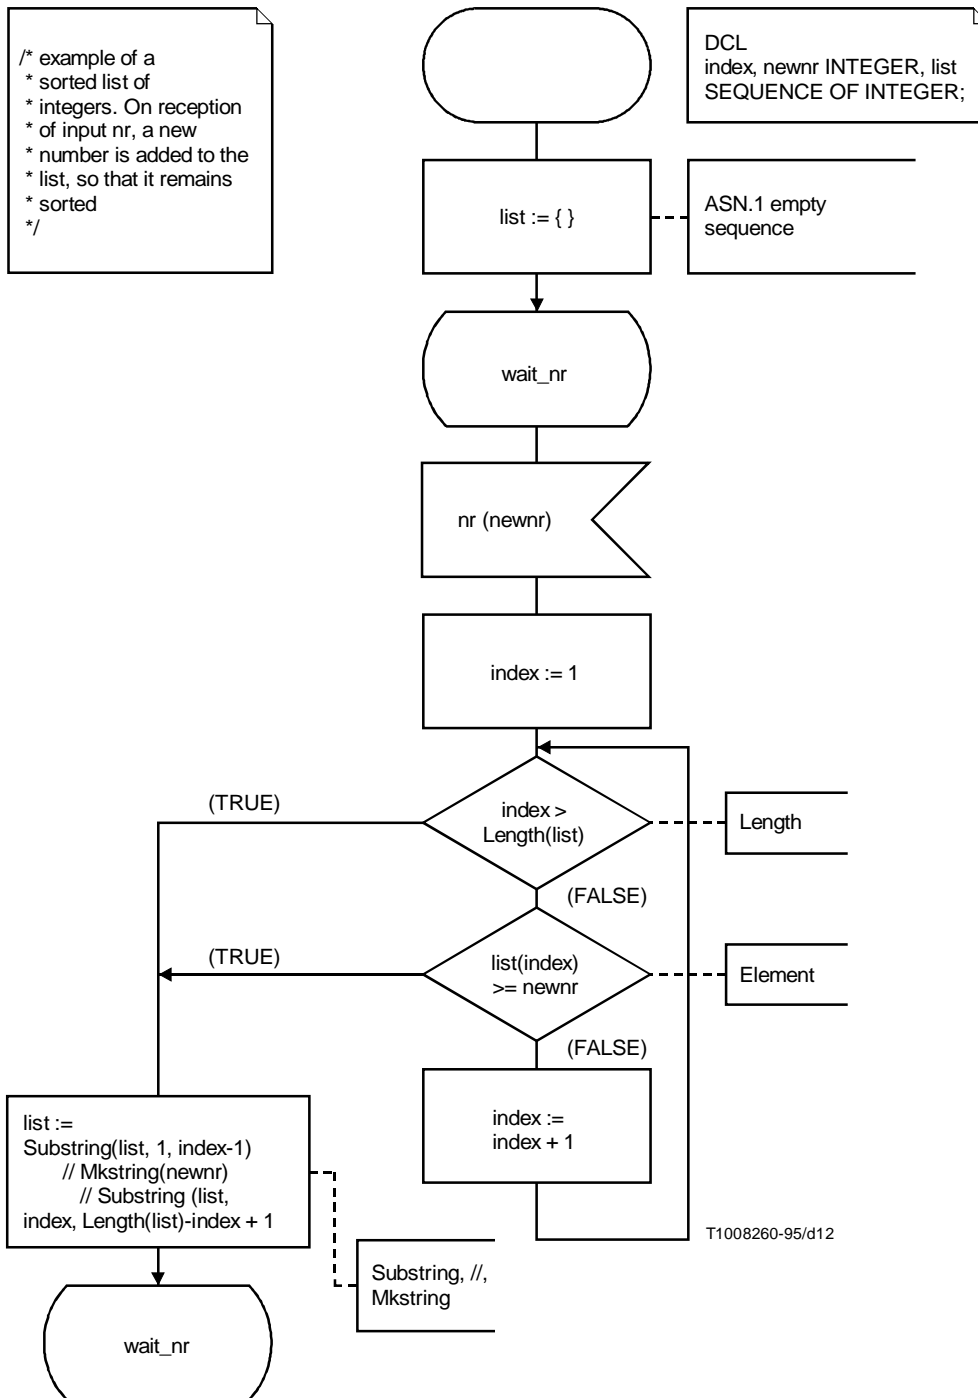 /* example of a
* sorted list of
* integers. On reception
* of input nr, a new
* number is added to the
* list, so that it remains
* sorted
*/
DCL
index, newnr INTEGER, list
SEQUENCE OF INTEGER;
list := { }
ASN.1 empty
sequence
wait_nr
nr (newnr)
index := 1
(TRUE)
index >
Length(list)
Length
(FALSE)
(TRUE)
list(index)
>= newnr
Element
(FALSE)
list :=
Substring(list, 1, index-1)
// Mkstring(newnr)
// Substring (list,
index, Length(list)-index + 1
index :=
index + 1
T1008260-95/d12
Substring, //,
Mkstring
wait_nr